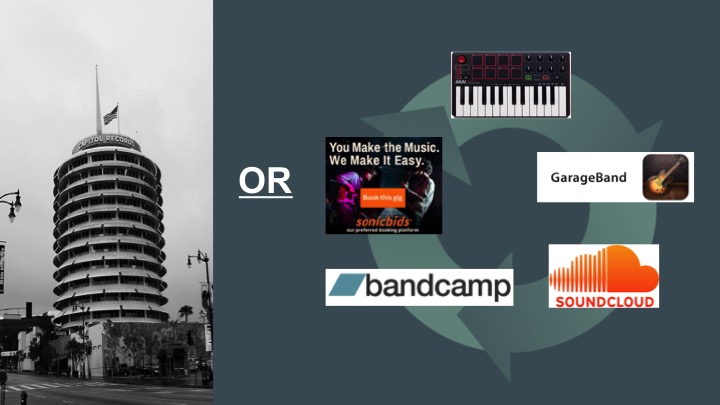 CAPITOL RECORDS
OR
AKAI
You Make the Music.
We Make It Easy.
Book this gig
sonicbids
our preferred booking platform
GarageBand
bandcamp
SOUNDCLOUD